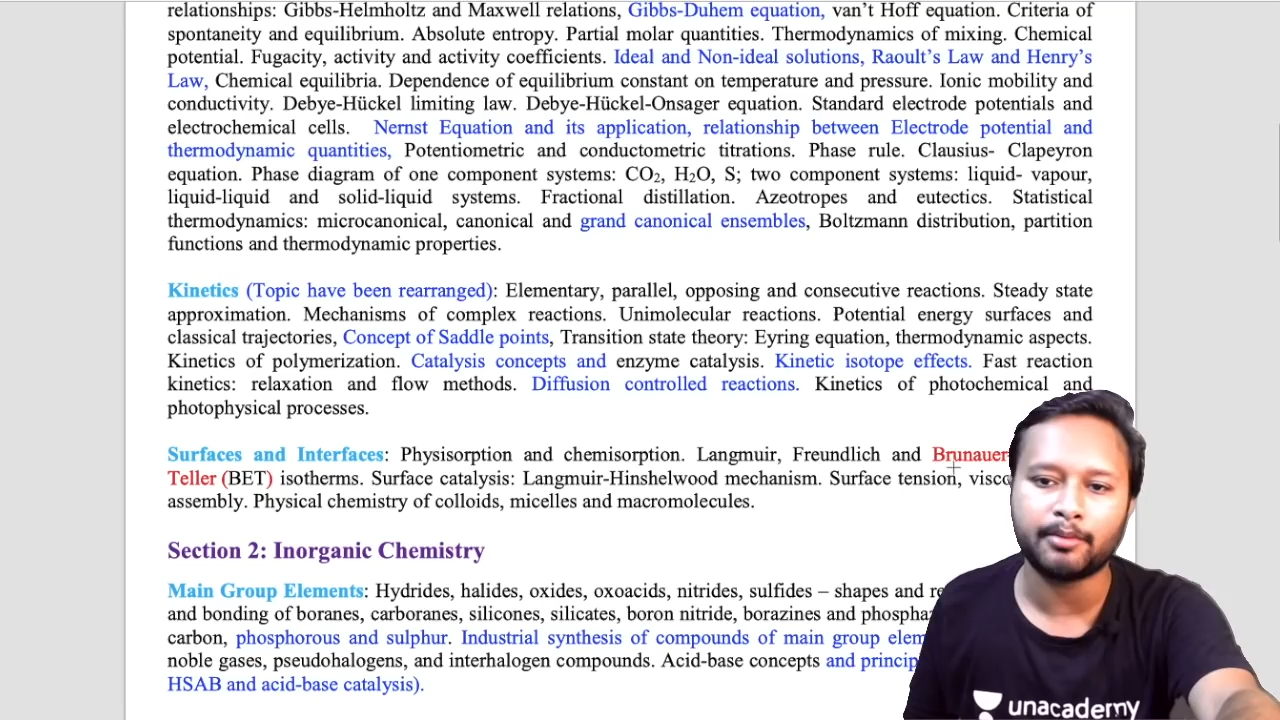 relationships: Gibbs-Helmholtz and Maxwell relations, Gibbs-Duhem equation, van’t Hoff equation. Criteria of
spontaneity and equilibrium. Absolute entropy. Partial molar quantities. Thermodynamics of mixing. Chemical
potential. Fugacity, activity and activity coefficients. Ideal and Non-ideal solutions, Raoult’s Law and Henry’s
Law, Chemical equilibria. Dependence of equilibrium constant on temperature and pressure. Ionic mobility and
conductivity. Debye-Hückel limiting law. Debye-Hückel-Onsager equation. Standard electrode potentials and
electrochemical cells. Nernst Equation and its application, relationship between Electrode potential and
thermodynamic quantities, Potentiometric and conductometric titrations. Phase rule. Clausius- Clapeyron
equation. Phase diagram of one component systems: CO₂, H₂O, S; two component systems: liquid- vapour,
liquid-liquid and solid-liquid systems. Fractional distillation. Azeotropes and eutectics. Statistical
thermodynamics: microcanonical, canonical and grand canonical ensembles, Boltzmann distribution, partition
functions and thermodynamic properties.
Kinetics (Topic have been rearranged): Elementary, parallel, opposing and consecutive reactions. Steady state
approximation. Mechanisms of complex reactions. Unimolecular reactions. Potential energy surfaces and
classical trajectories, Concept of Saddle points, Transition state theory: Eyring equation, thermodynamic aspects.
Kinetics of polymerization. Catalysis concepts and enzyme catalysis. Kinetic isotope effects. Fast reaction
kinetics: relaxation and flow methods. Diffusion controlled reactions. Kinetics of photochemical and
photophysical processes.
Surfaces and Interfaces: Physisorption and chemisorption. Langmuir, Freundlich and Brunauer
Teller (BET) isotherms. Surface catalysis: Langmuir-Hinshelwood mechanism. Surface tension,
assembly. Physical chemistry of colloids, micelles and macromolecules.
Section 2: Inorganic Chemistry
Main Group Elements: Hydrides, halides, oxides, oxoacids, nitrides, sulfides – shapes and
and bonding of boranes, carboranes, silicones, silicates, boron nitride, borazines and
carbon, phosphorous and sulphur. Industrial synthesis of compounds of main group
noble gases, pseudohalogens, and interhalogen compounds. Acid-base concepts and
HSAB and acid-base catalysis).
unacademy